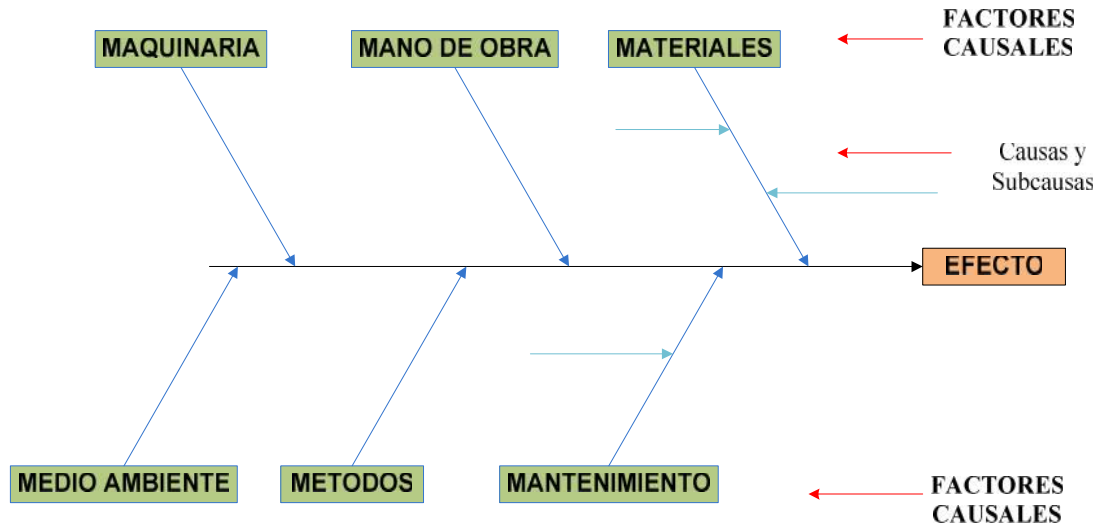 FACTORES
CAUSALES
MAQUINARIA
MANO DE OBRA
MATERIALES
Causas y
Subcausas
EFECTO
MEDIO AMBIENTE
METODOS
MANTENIMIENTO
FACTORES
CAUSALES